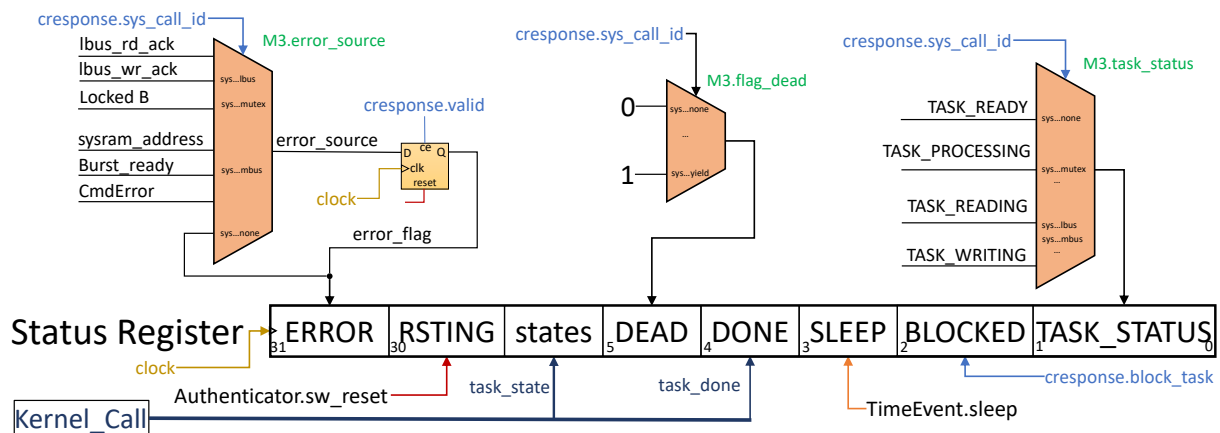 cresponse.sys_call_id
M3.error_source
lbus_rd_ack
lbus_wr_ack
Locked B
sysram_address
Burst_ready
CmdError
sys...lbus
sys...mutex
sys...mbus
sys...none
error_source
cresponse.valid
D ce Q
clk
reset
clock
error_flag
cresponse.sys_call_id
M3.flag_dead
0
1
sys...none
...
sys...yield
cresponse.sys_call_id
M3.task_status
TASK_READY
TASK_PROCESSING
TASK_READING
TASK_WRITING
sys...none
sys...mutex
...
sys...lbus
sys...mbus
...
Status Register
clock
ERROR RSTING states DEAD DONE SLEEP BLOCKED TASK_STATUS
31 30 5 4 3 2 1 0
Authenticator.sw_reset
task_state
task_done
TimeEvent.sleep
cresponse.block_task
Kernel_Call